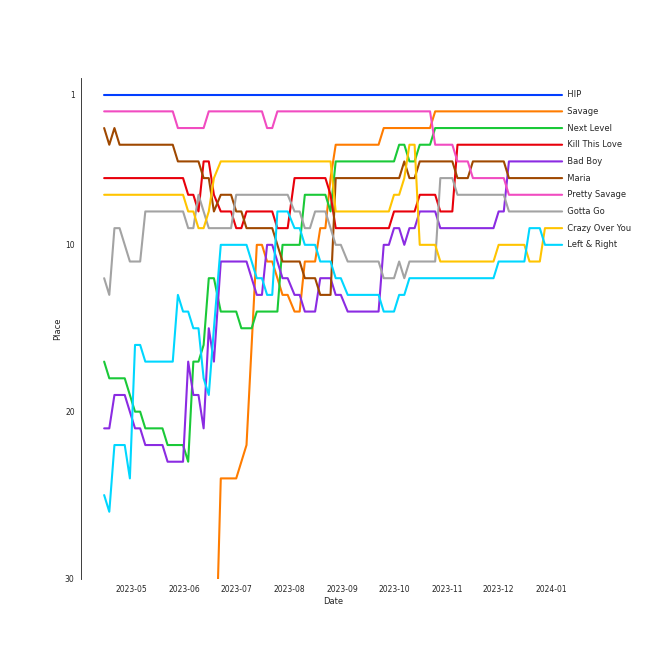 1
10
20
30
Place
HIP
Savage
Next Level
Kill This Love
Bad Boy
Maria
Pretty Savage
Gotta Go
Crazy Over You
Left & Right
2023-05 2023-06 2023-07 2023-08 2023-09 2023-10 2023-11 2023-12 2024-01
Date